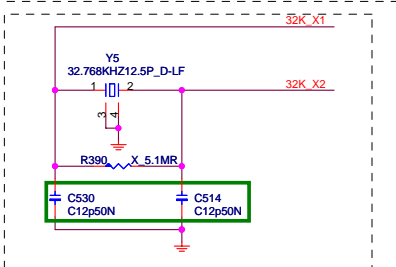 32K_X1
Y5
32.768KHZ12.5P_D-LF
32K_X2
1 2
3 4
R390 X_5.1MR
C530 C514
C12p50N C12p50N